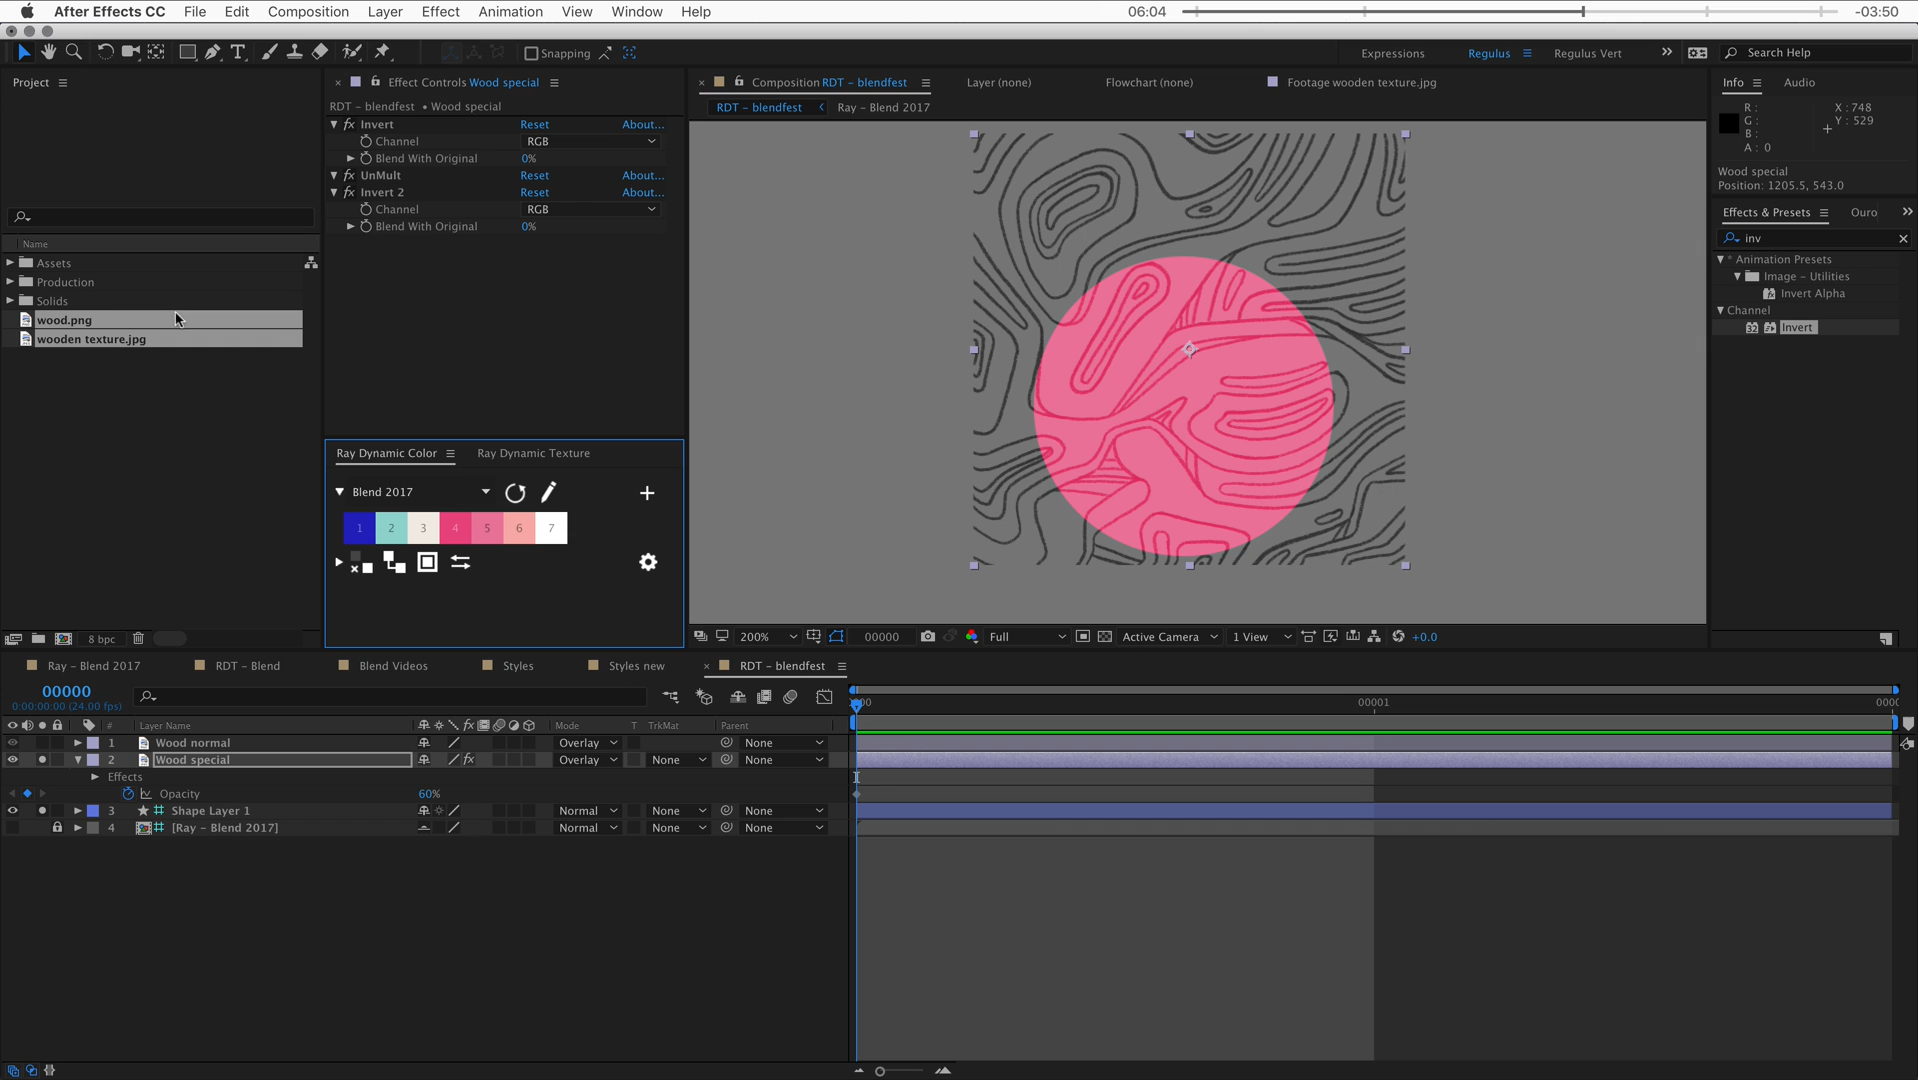 After Effects CC File Edit Composition Layer Effect Animation View Window Help 06:04 -03:50
Snapping Expressions Regulus Regulus Vert Search Help
Project Effect Controls Wood special Composition RDT - blendfest Layer (none) Flowchart (none) Footage wooden texture.jpg Info Audio
RDT - blendfest • Wood special RDT - blendfest Ray - Blend 2017
R : X : 748
G : Y : 529
B :
A : 0
fx Invert Reset About...
Channel RGB
Blend With Original 0%
UnMult Reset About...
fx Invert 2 Reset About...
Channel RGB
Blend With Original 0%
Wood special
Position: 1205.5, 543.0
Effects & Presets Ouro
inv
* Animation Presets
Image - Utilities
Invert Alpha
Channel
32 Invert
Name
Assets
Production
Solids
wood.png
wooden texture.jpg
Ray Dynamic Color Ray Dynamic Texture
Blend 2017
1 2 3 4 5 6 7
8 bpc
200% 00000 Full Active Camera 1 View +0.0
Ray - Blend 2017 RDT - Blend Blend Videos Styles Styles new RDT - blendfest
00000
0:00:00:00 (24.00 fps)
00001
# Layer Name fx Mode T TrkMat Parent
1 Wood normal Overlay None
2 Wood special fx Overlay None None
Effects
Opacity 60%
3 Shape Layer 1 Normal None None
4 [Ray - Blend 2017] Normal None None